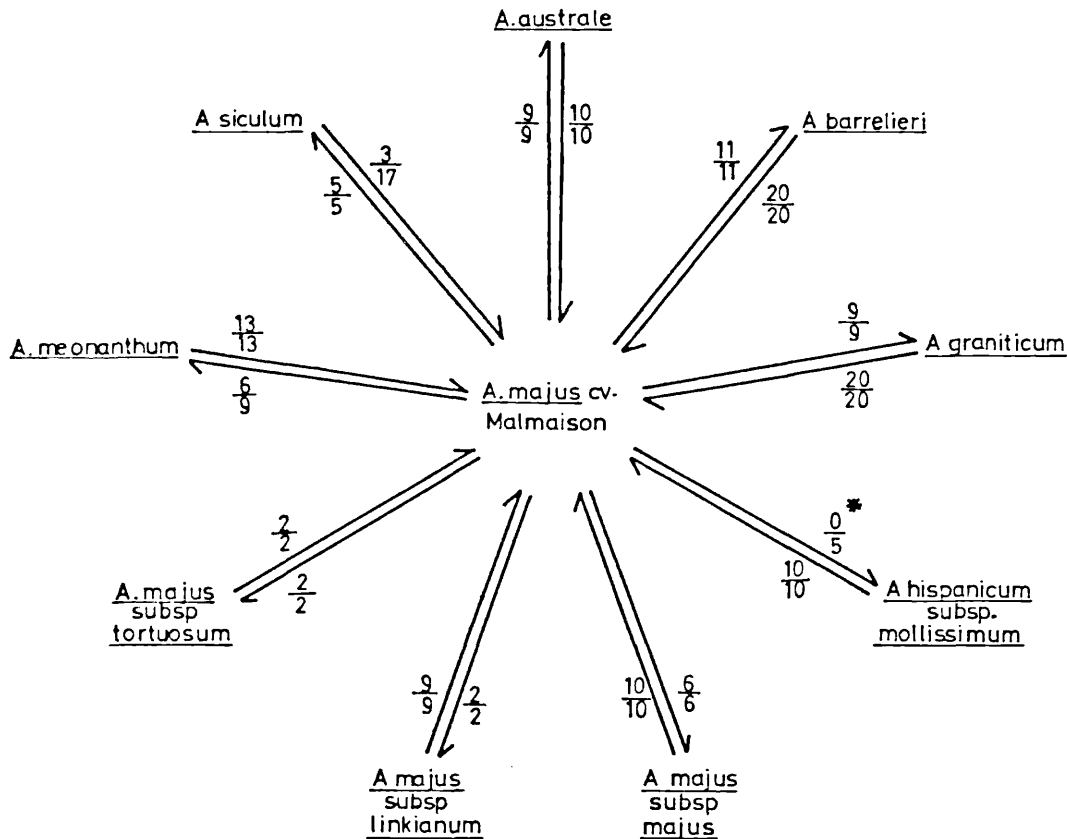 A. australe
9
9
10
10
A siculum
3
17
5
5
A barrelieri
11
11
20
20
A. meonanthum
13
13
6
9
9
9
A graniticum
20
20
A. majus cv.
Malmaison
2
2
2
2
A. majus
subsp
tortuosum
0*
5
10
10
A hispanicum
subsp.
mollissimum
9
9
2
2
10
10
6
6
A majus
subsp
linkianum
A majus
subsp
majus